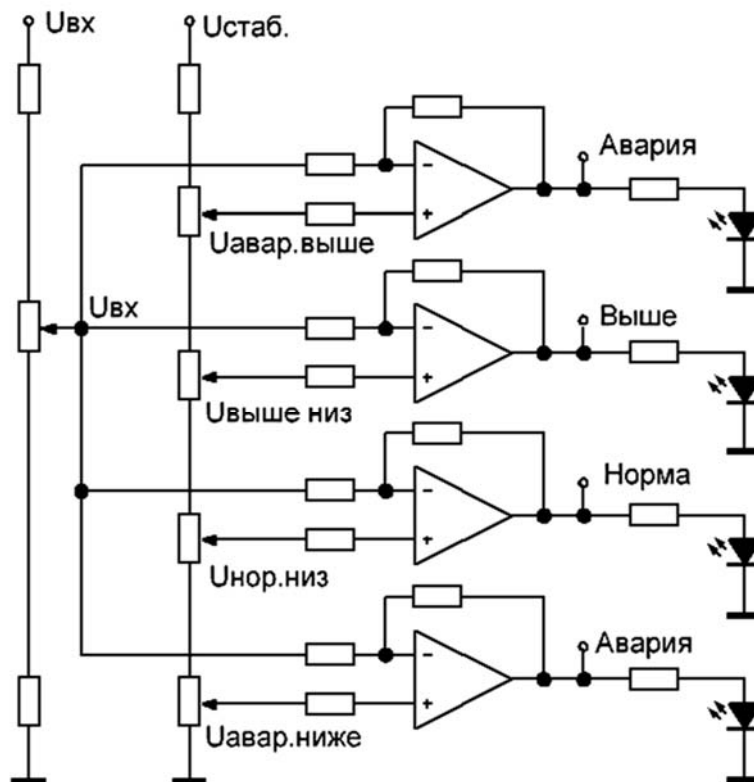 Uвх
Uстаб.
Авария
Uавар.выше
Uвх
Выше
Uвыше низ
Норма
Uнор.низ
Авария
Uавар.ниже